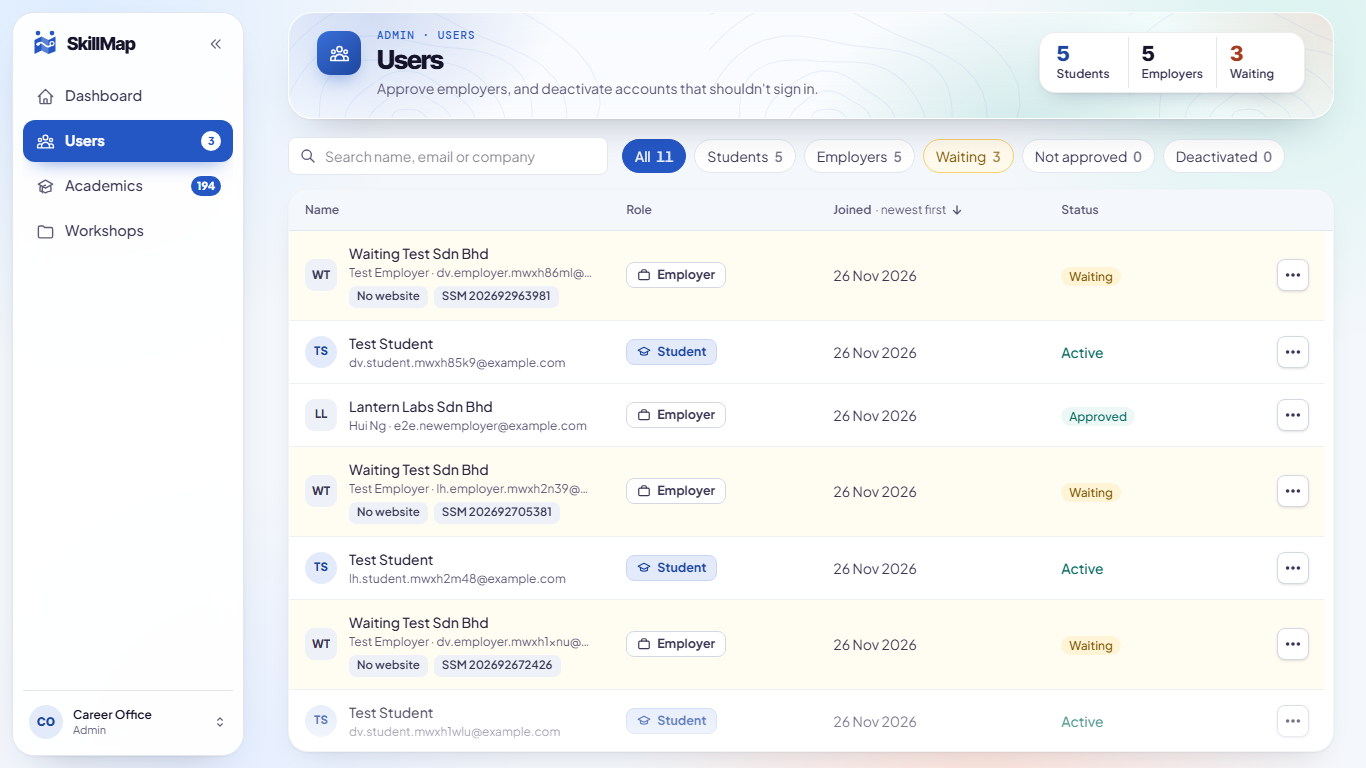 SkillMap
Dashboard
Users 3
Academics 194
Workshops
Career Office
Admin
CO
ADMIN · USERS
Users
Approve employers, and deactivate accounts that shouldn't sign in.
5 Students
5 Employers
3 Waiting
Search name, email or company
All 11
Students 5
Employers 5
Waiting 3
Not approved 0
Deactivated 0
Name Role Joined · newest first Status
WT
Waiting Test Sdn Bhd
Test Employer · dv.employer.mwxh86ml@…
No website SSM 202692963981
Employer
26 Nov 2026
Waiting
TS
Test Student
dv.student.mwxh85k9@example.com
Student
26 Nov 2026
Active
LL
Lantern Labs Sdn Bhd
Hui Ng · e2e.newemployer@example.com
Employer
26 Nov 2026
Approved
WT
Waiting Test Sdn Bhd
Test Employer · lh.employer.mwxh2n39@…
No website SSM 202692705381
Employer
26 Nov 2026
Waiting
TS
Test Student
lh.student.mwxh2m48@example.com
Student
26 Nov 2026
Active
WT
Waiting Test Sdn Bhd
Test Employer · dv.employer.mwxh1xnu@…
No website SSM 202692672426
Employer
26 Nov 2026
Waiting
TS
Test Student
dv.student.mwxh1wlu@example.com
Student
26 Nov 2026
Active